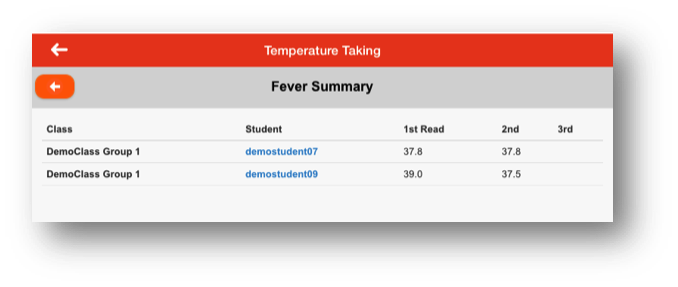 Temperature Taking
Fever Summary
Class Student 1st Read 2nd 3rd
DemoClass Group 1 demostudent07 37.8 37.8
DemoClass Group 1 demostudent09 39.0 37.5